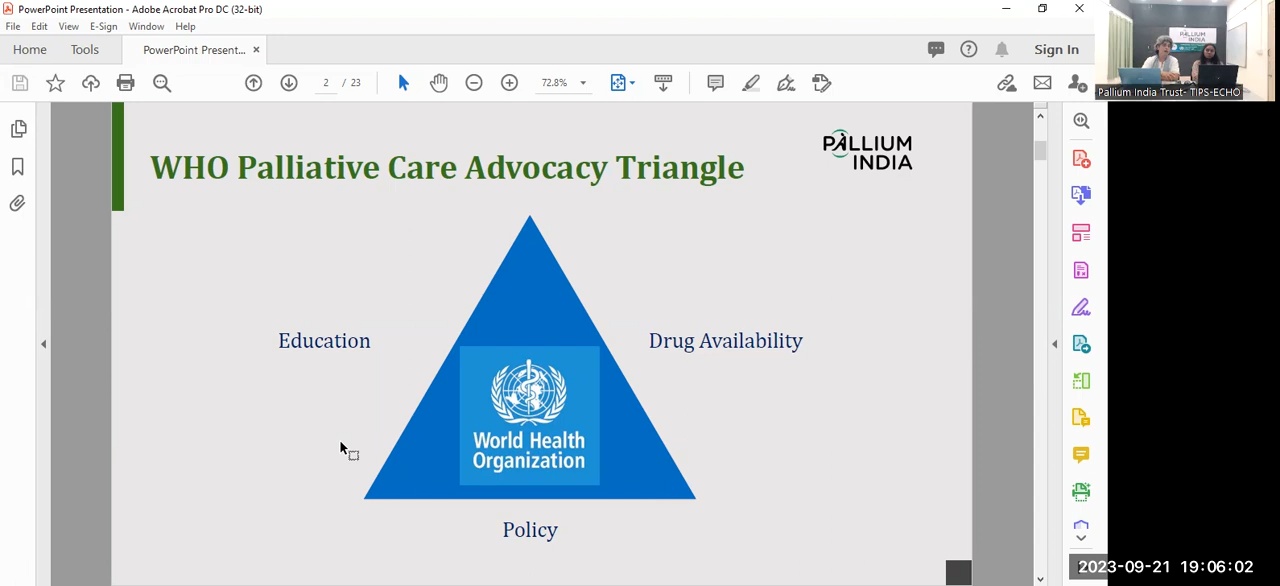 PowerPoint Presentation - Adobe Acrobat Pro DC (32-bit)
File Edit View E-Sign Window Help
Home Tools PowerPoint Present... × Sign In
2 / 23 72.8%
PALLIUM
INDIA
Pallium India Trust- TIPS-ECHO
WHO Palliative Care Advocacy Triangle
PALLIUM
INDIA
Education
Drug Availability
World Health
Organization
Policy
2023-09-21 19:06:02